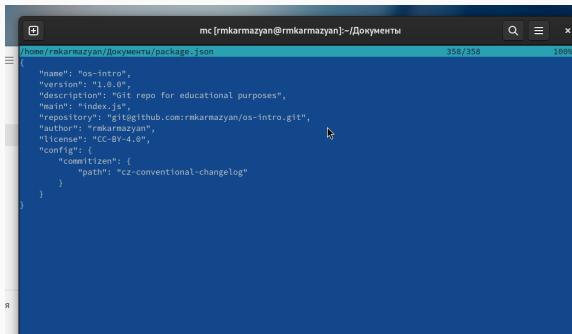 mc [rmkarmazyan@rmkarmazyan]:~/Документы
/home/rmkarmazyan/Документы/package.json 358/358 100%
{
    "name": "os-intro",
    "version": "1.0.0",
    "description": "Git repo for educational purposes",
    "main": "index.js",
    "repository": "git@github.com:rmkarmazyan/os-intro.git",
    "author": "rmkarmazyan",
    "license": "CC-BY-4.0",
    "config": {
        "commitizen": {
            "path": "cz-conventional-changelog"
        }
    }
}
я